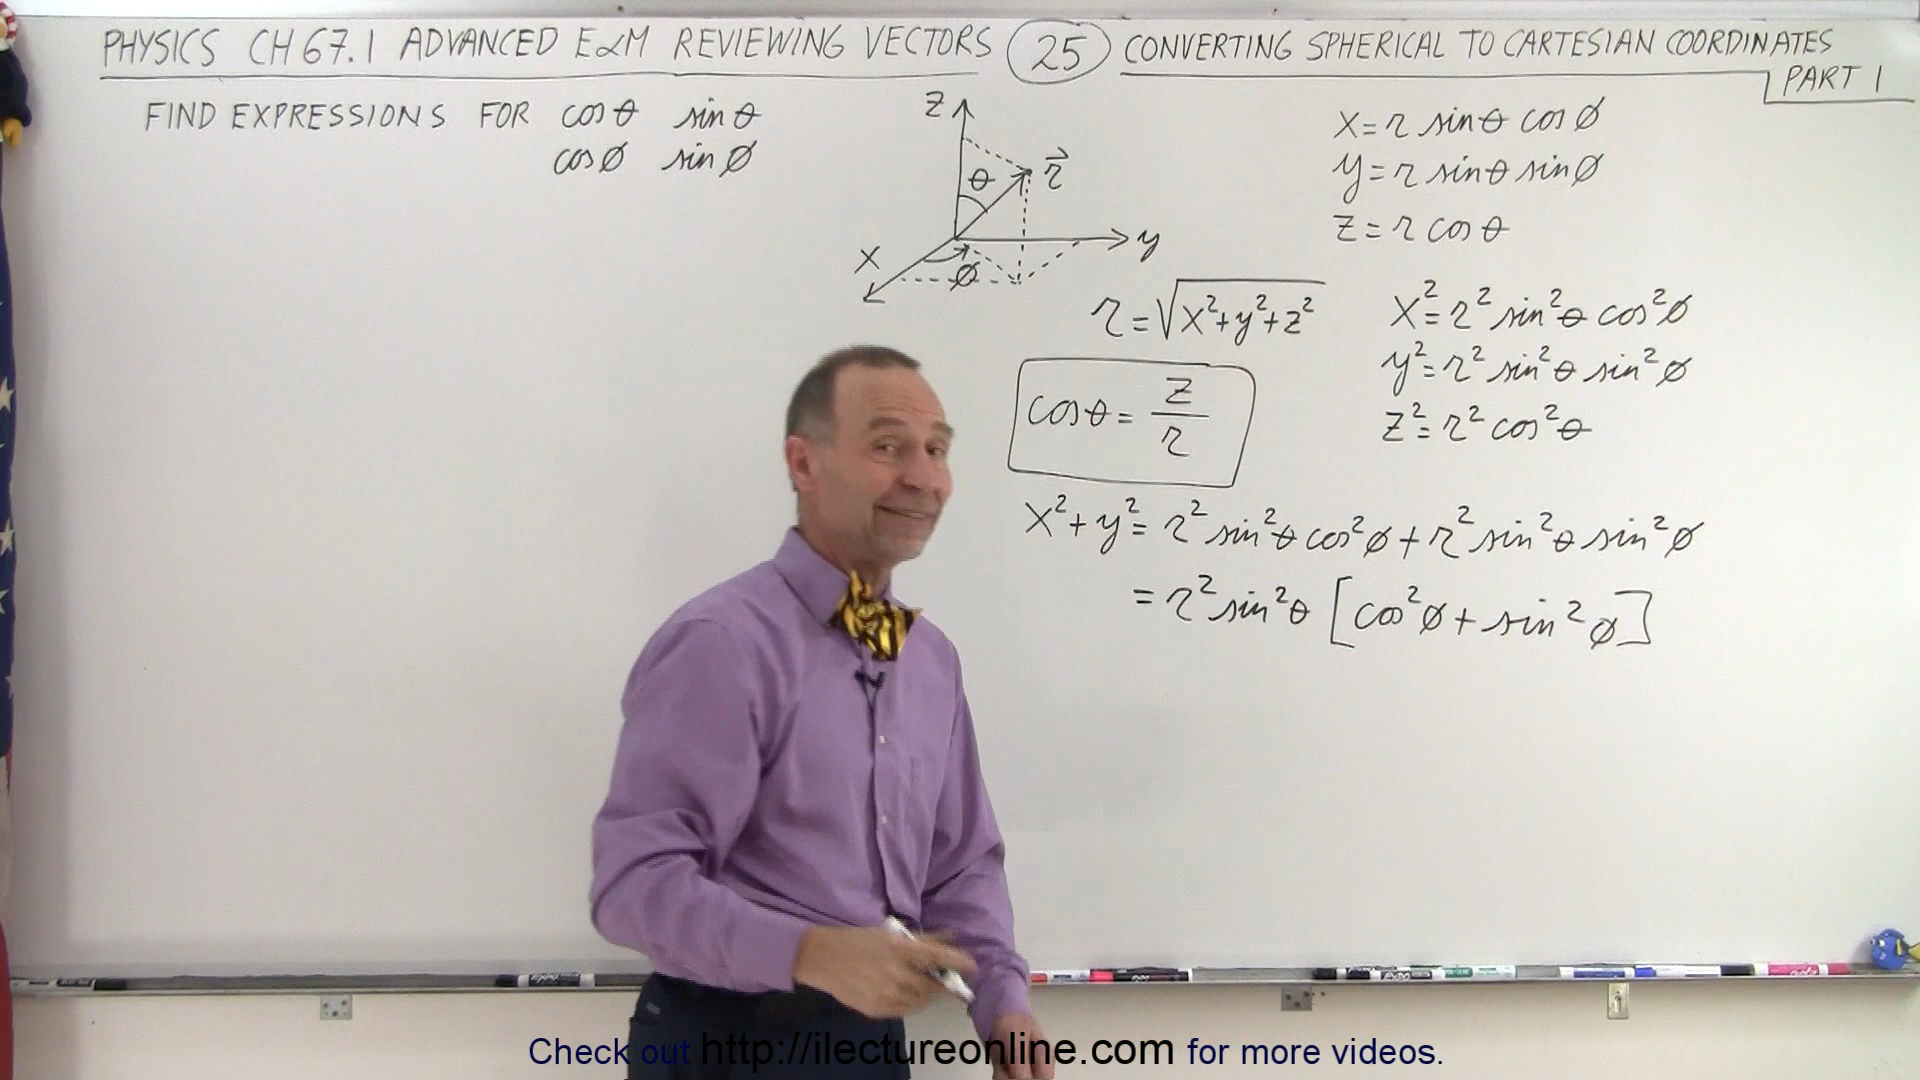 PHYSICS CH 67.1 ADVANCED E&M REVIEWING VECTORS 25 CONVERTING SPHERICAL TO CARTESIAN COORDINATES
PART 1
FIND EXPRESSIONS FOR cos θ sin θ
cos ø sin ø
z
θ
r⃗
y
x
ø
x = r sin θ cos ø
y = r sin θ sin ø
z = r cos θ
r = √x²+y²+z²
x² = r² sin² θ cos² ø
y² = r² sin² θ sin² ø
z² = r² cos² θ
cos θ = z/r
x² + y² = r² sin² θ cos² ø + r² sin² θ sin² ø
= r² sin² θ [cos² ø + sin² ø]
Check out http://ilectureonline.com for more videos.